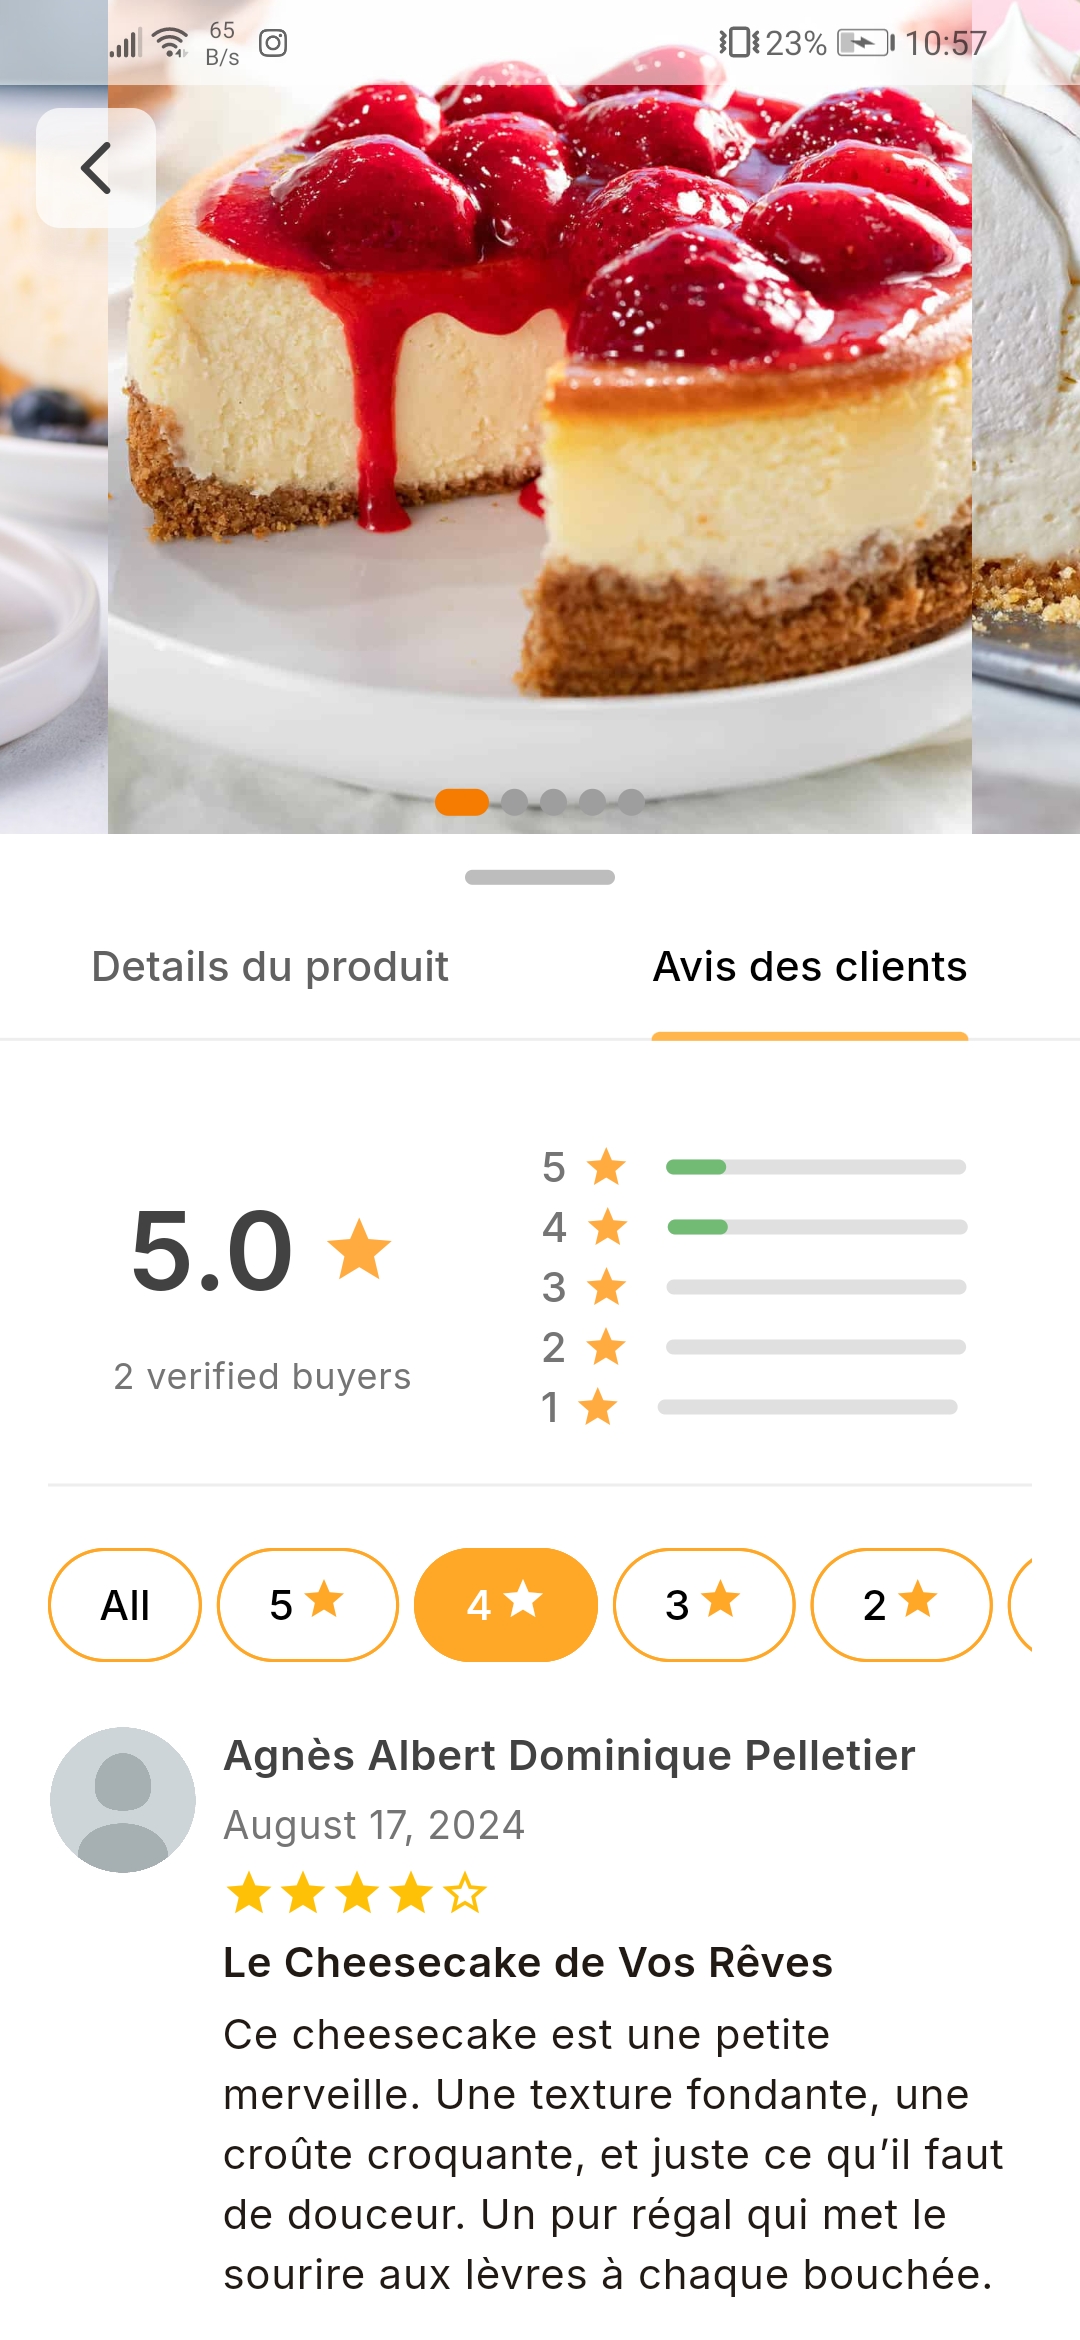 65
B/s
23%
10:57
Details du produit
Avis des clients
5.0
2 verified buyers
5
4
3
2
1
All
5
4
3
2
Agnès Albert Dominique Pelletier
August 17, 2024
Le Cheesecake de Vos Rêves
Ce cheesecake est une petite
merveille. Une texture fondante, une
croûte croquante, et juste ce qu’il faut
de douceur. Un pur régal qui met le
sourire aux lèvres à chaque bouchée.